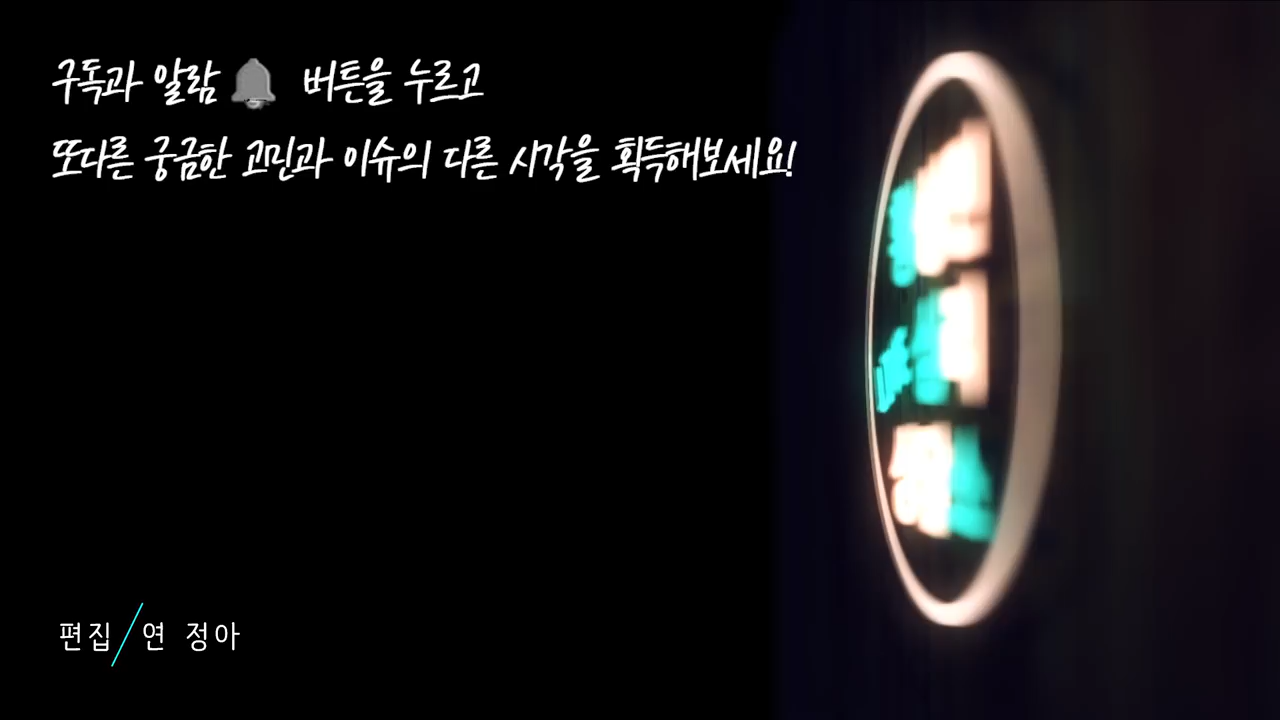 구독과 알람 버튼을 누르고
또다른 궁금한 고민과 이슈의 다른 시각을 획득해보세요!
편집/연 정아